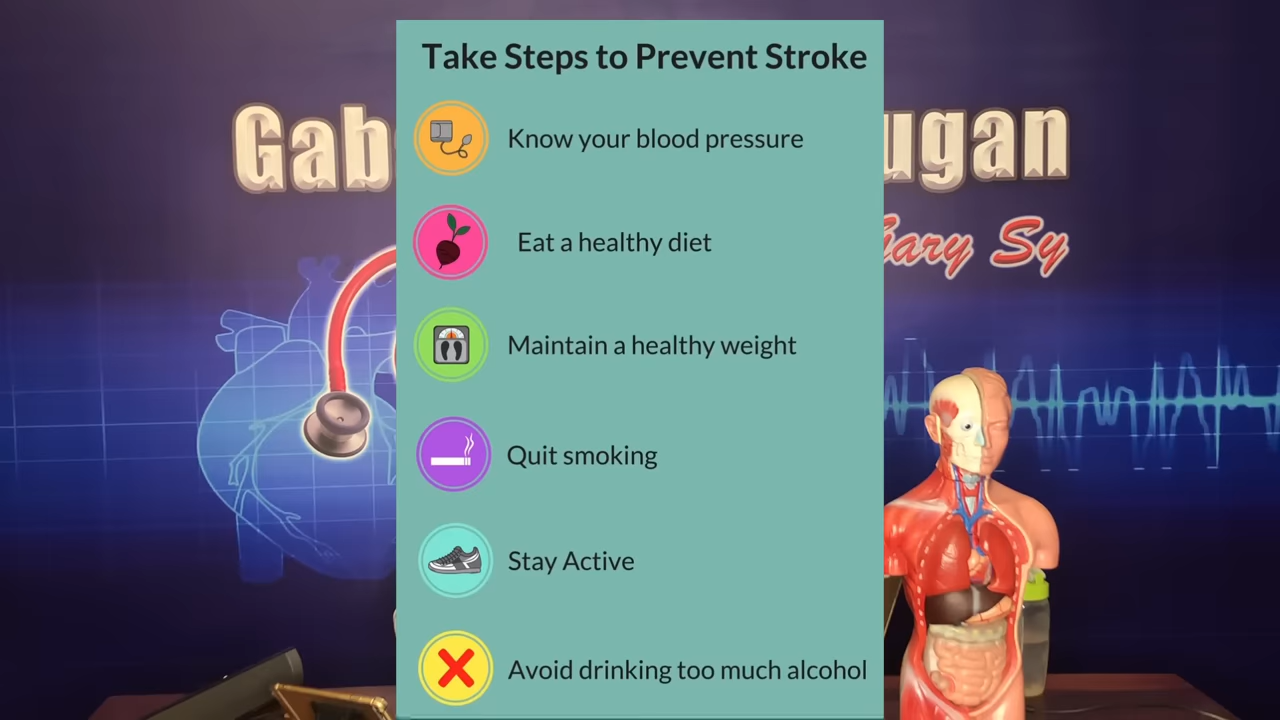 Take Steps to Prevent Stroke
Know your blood pressure
Eat a healthy diet
Maintain a healthy weight
Quit smoking
Stay Active
Avoid drinking too much alcohol
Sy